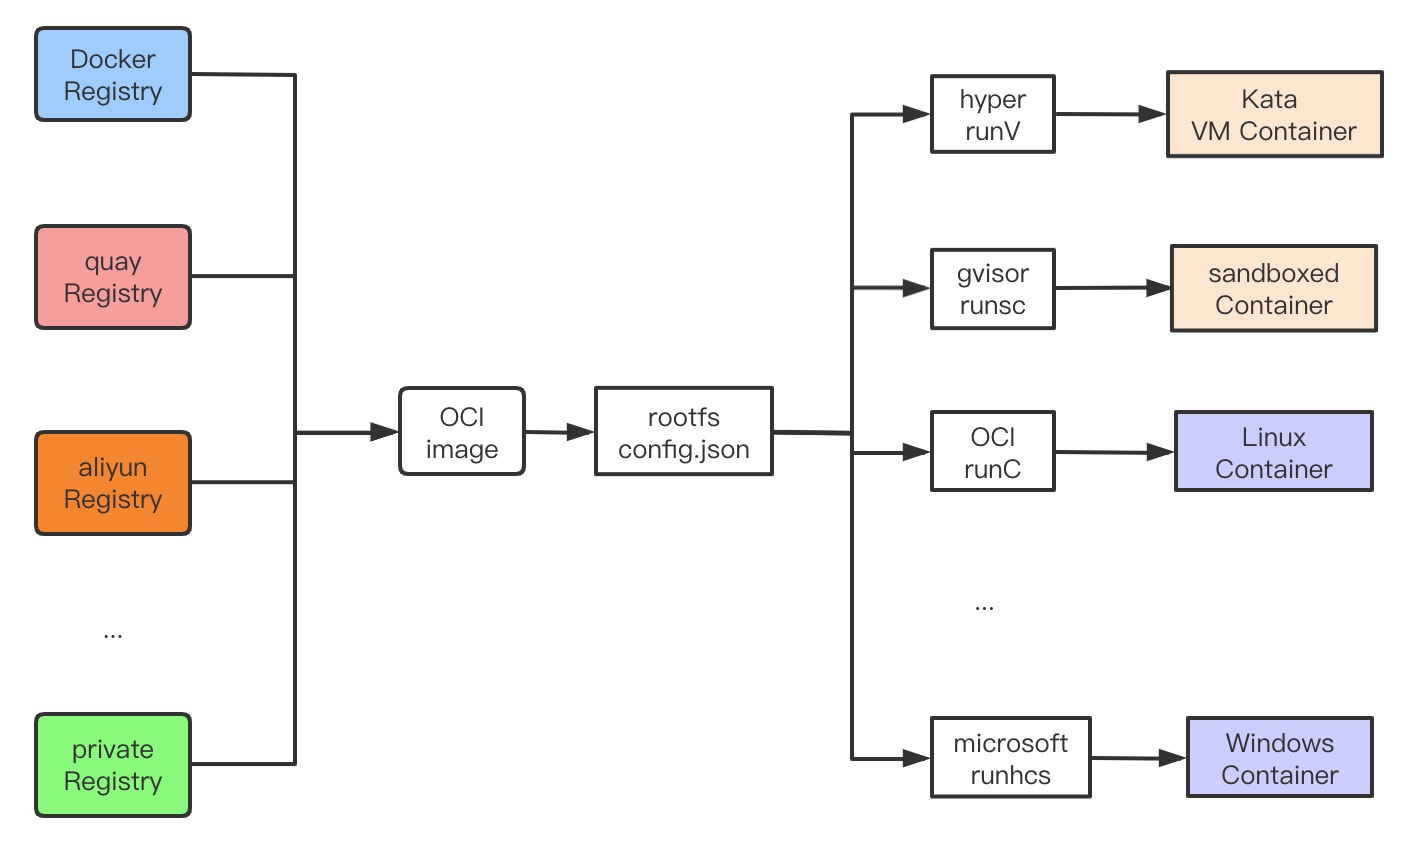 Docker
Registry
quay
Registry
aliyun
Registry
...
private
Registry
OCI
image
rootfs
config.json
hyper
runV
gvisor
runsc
OCI
runC
...
microsoft
runhcs
Kata
VM Container
sandboxed
Container
Linux
Container
Windows
Container